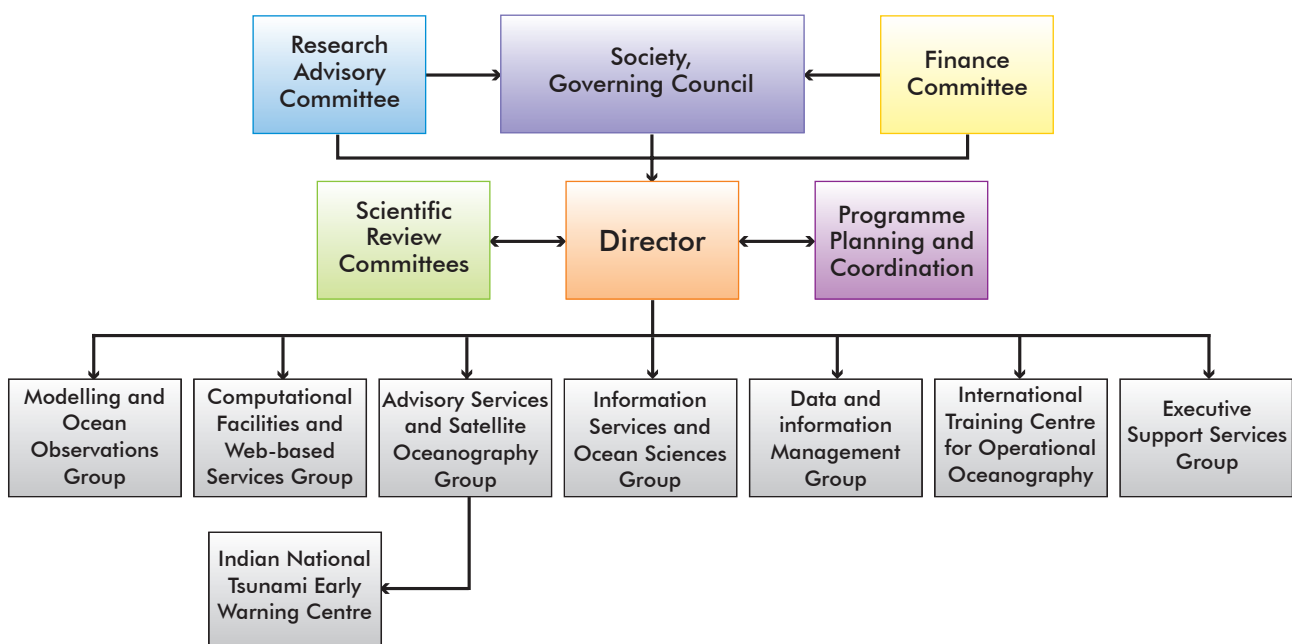 Research
Advisory
Committee
Society,
Governing Council
Finance
Committee
Scientific
Review
Committees
Director
Programme
Planning and
Coordination
Modelling and
Ocean
Observations
Group
Computational
Facilities and
Web-based
Services Group
Advisory Services
and Satellite
Oceanography
Group
Information
Services and
Ocean Sciences
Group
Data and
information
Management
Group
International
Training Centre
for Operational
Oceanography
Executive
Support Services
Group
Indian National
Tsunami Early
Warning Centre